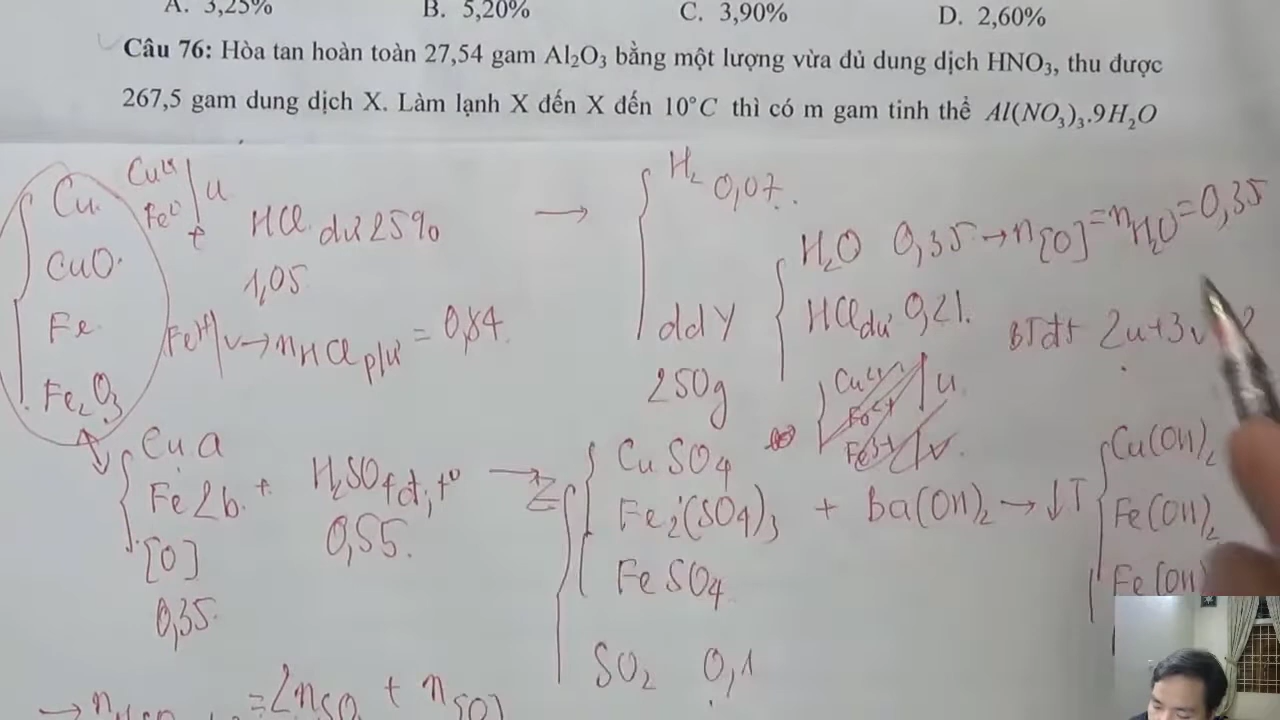 A. 3,25% B. 5,20% C. 3,90% D. 2,60%
Câu 76: Hòa tan hoàn toàn 27,54 gam Al₂O₃ bằng một lượng vừa đủ dung dịch HNO₃, thu được
267,5 gam dung dịch X. Làm lạnh X đến X đến 10°C thì có m gam tinh thể Al(NO₃)₃.9H₂O
Cu
CuO
Fe
Fe₂O₃
Cu²⁺
Fe²⁺
u
+
HCl dư 25%
1,05
Fe³⁺ | v → nHCl p/ư = 0,84
→
H₂ 0,07
ddY
250g
H₂O 0,35 → n[O] = nH₂O = 0,35
HCl dư 0,21
BTĐT 2u+3v
Cu²⁺
Fe²⁺
u
Fe³⁺ v
Cu a
Fe 2b
[O]
0,35
+ H₂SO₄ đ, t°
0,55
→ Z
CuSO₄
Fe₂(SO₄)₃
FeSO₄
SO₂ 0,1
+ Ba(OH)₂ → ↓T
Cu(OH)₂
Fe(OH)₂
Fe(OH)
= 2nSO₂ + n[O]